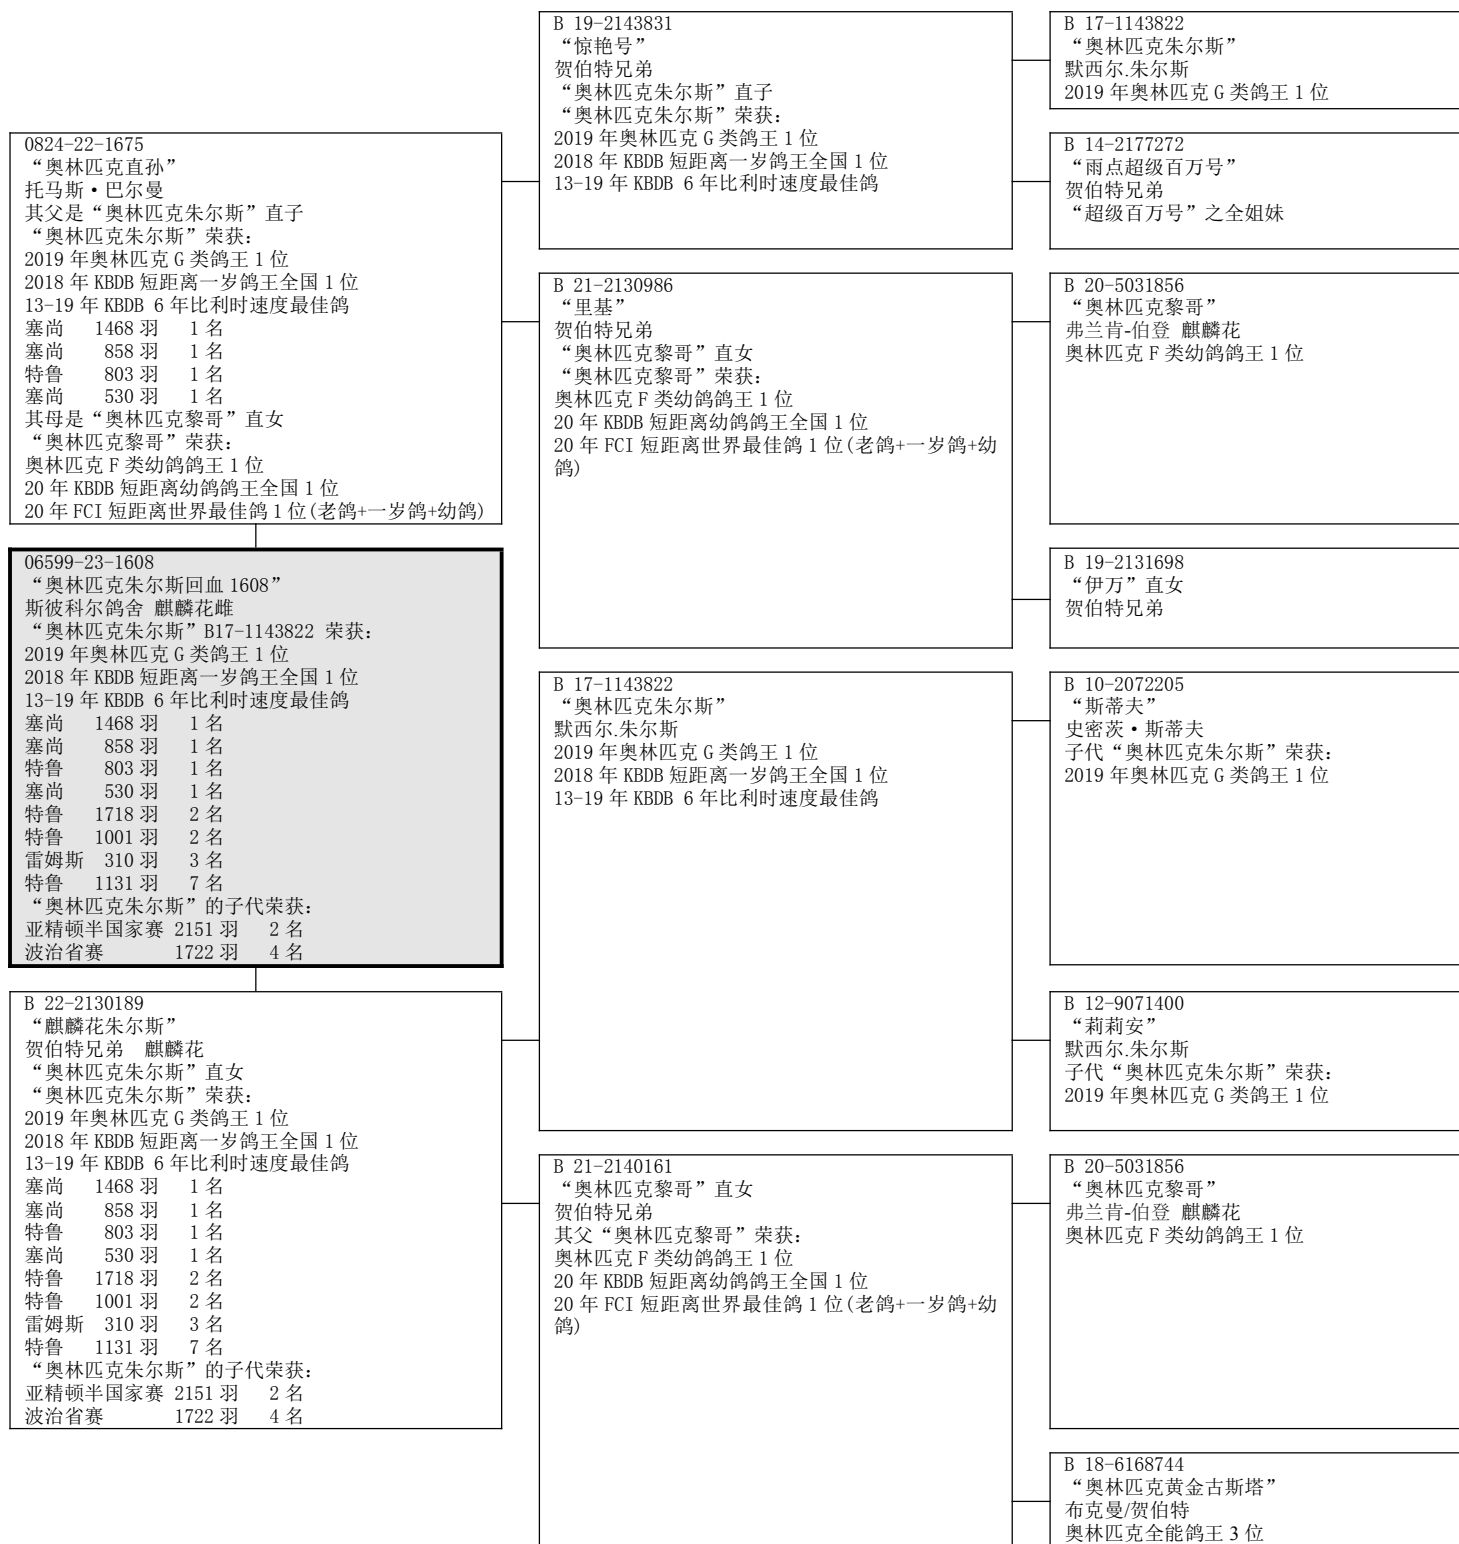 0824-22-1675
“奥林匹克直孙”
托马斯•巴尔曼
其父是“奥林匹克朱尔斯”直子
“奥林匹克朱尔斯”荣获:
2019 年奥林匹克 G 类鸽王 1 位
2018 年 KBDB 短距离一岁鸽王全国 1 位
13-19 年 KBDB 6 年比利时速度最佳鸽
塞尚 1468 羽 1 名
塞尚 858 羽 1 名
特鲁 803 羽 1 名
塞尚 530 羽 1 名
其母是“奥林匹克黎哥”直女
“奥林匹克黎哥”荣获:
奥林匹克 F 类幼鸽鸽王 1 位
20 年 KBDB 短距离幼鸽鸽王全国 1 位
20 年 FCI 短距离世界最佳鸽 1 位(老鸽+一岁鸽+幼鸽)
06599-23-1608
“奥林匹克朱尔斯回血 1608”
斯彼科尔鸽舍 麒麟花雌
“奥林匹克朱尔斯”B17-1143822 荣获:
2019 年奥林匹克 G 类鸽王 1 位
2018 年 KBDB 短距离一岁鸽王全国 1 位
13-19 年 KBDB 6 年比利时速度最佳鸽
塞尚 1468 羽 1 名
塞尚 858 羽 1 名
特鲁 803 羽 1 名
塞尚 530 羽 1 名
特鲁 1718 羽 2 名
特鲁 1001 羽 2 名
雷姆斯 310 羽 3 名
特鲁 1131 羽 7 名
“奥林匹克朱尔斯”的子代荣获:
亚精顿半国家赛 2151 羽 2 名
波治省赛 1722 羽 4 名
B 22-2130189
“麒麟花朱尔斯”
贺伯特兄弟 麒麟花
“奥林匹克朱尔斯”直女
“奥林匹克朱尔斯”荣获:
2019 年奥林匹克 G 类鸽王 1 位
2018 年 KBDB 短距离一岁鸽王全国 1 位
13-19 年 KBDB 6 年比利时速度最佳鸽
塞尚 1468 羽 1 名
塞尚 858 羽 1 名
特鲁 803 羽 1 名
塞尚 530 羽 1 名
特鲁 1718 羽 2 名
特鲁 1001 羽 2 名
雷姆斯 310 羽 3 名
特鲁 1131 羽 7 名
“奥林匹克朱尔斯”的子代荣获:
亚精顿半国家赛 2151 羽 2 名
波治省赛 1722 羽 4 名
B 19-2143831
“惊艳号”
贺伯特兄弟
“奥林匹克朱尔斯”直子
“奥林匹克朱尔斯”荣获:
2019 年奥林匹克 G 类鸽王 1 位
2018 年 KBDB 短距离一岁鸽王全国 1 位
13-19 年 KBDB 6 年比利时速度最佳鸽
B 21-2130986
“里基”
贺伯特兄弟
“奥林匹克黎哥”直女
“奥林匹克黎哥”荣获:
奥林匹克 F 类幼鸽鸽王 1 位
20 年 KBDB 短距离幼鸽鸽王全国 1 位
20 年 FCI 短距离世界最佳鸽 1 位(老鸽+一岁鸽+幼
鸽)
B 17-1143822
“奥林匹克朱尔斯”
默西尔.朱尔斯
2019 年奥林匹克 G 类鸽王 1 位
2018 年 KBDB 短距离一岁鸽王全国 1 位
13-19 年 KBDB 6 年比利时速度最佳鸽
B 21-2140161
“奥林匹克黎哥”直女
贺伯特兄弟
其父“奥林匹克黎哥”荣获:
奥林匹克 F 类幼鸽鸽王 1 位
20 年 KBDB 短距离幼鸽鸽王全国 1 位
20 年 FCI 短距离世界最佳鸽 1 位(老鸽+一岁鸽+幼
鸽)
B 17-1143822
“奥林匹克朱尔斯”
默西尔.朱尔斯
2019 年奥林匹克 G 类鸽王 1 位
B 14-2177272
“雨点超级百万号”
贺伯特兄弟
“超级百万号”之全姐妹
B 20-5031856
“奥林匹克黎哥”
弗兰肯-伯登 麒麟花
奥林匹克 F 类幼鸽鸽王 1 位
B 19-2131698
“伊万”直女
贺伯特兄弟
B 10-2072205
“斯蒂夫”
史密茨•斯蒂夫
子代“奥林匹克朱尔斯”荣获:
2019 年奥林匹克 G 类鸽王 1 位
B 12-9071400
“莉莉安”
默西尔.朱尔斯
子代“奥林匹克朱尔斯”荣获:
2019 年奥林匹克 G 类鸽王 1 位
B 20-5031856
“奥林匹克黎哥”
弗兰肯-伯登 麒麟花
奥林匹克 F 类幼鸽鸽王 1 位
B 18-6168744
“奥林匹克黄金古斯塔”
布克曼/贺伯特
奥林匹克全能鸽王 3 位